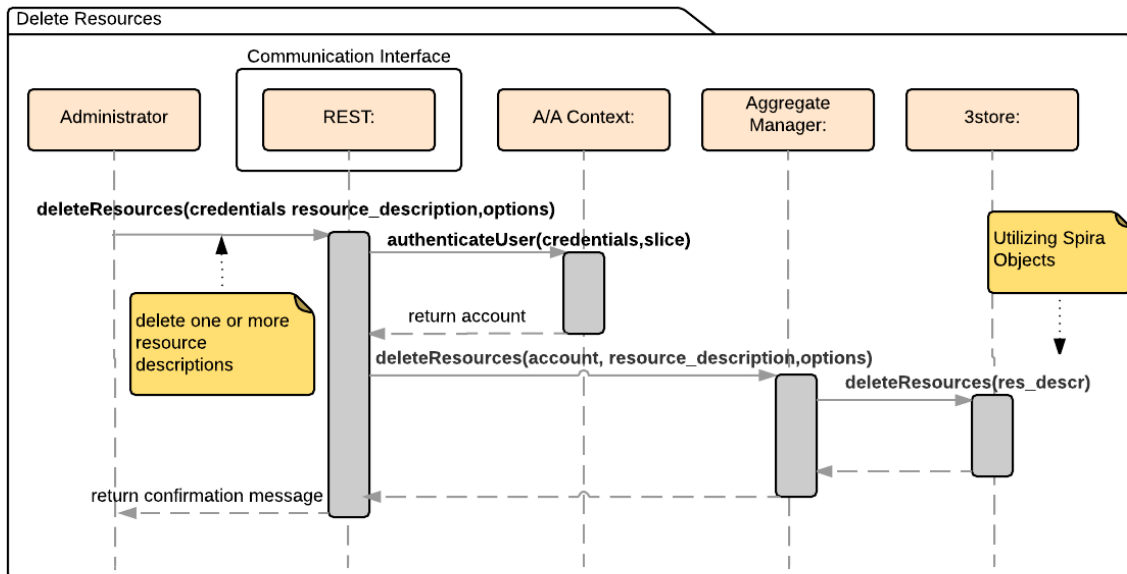 Delete Resources
Communication Interface
Administrator
REST:
A/A Context:
Aggregate
Manager:
3store:
deleteResources(credentials resource_description,options)
authenticateUser(credentials,slice)
Utilizing Spira
Objects
delete one or more
resource
descriptions
return account
deleteResources(account, resource_description,options)
deleteResources(res_descr)
return confirmation message